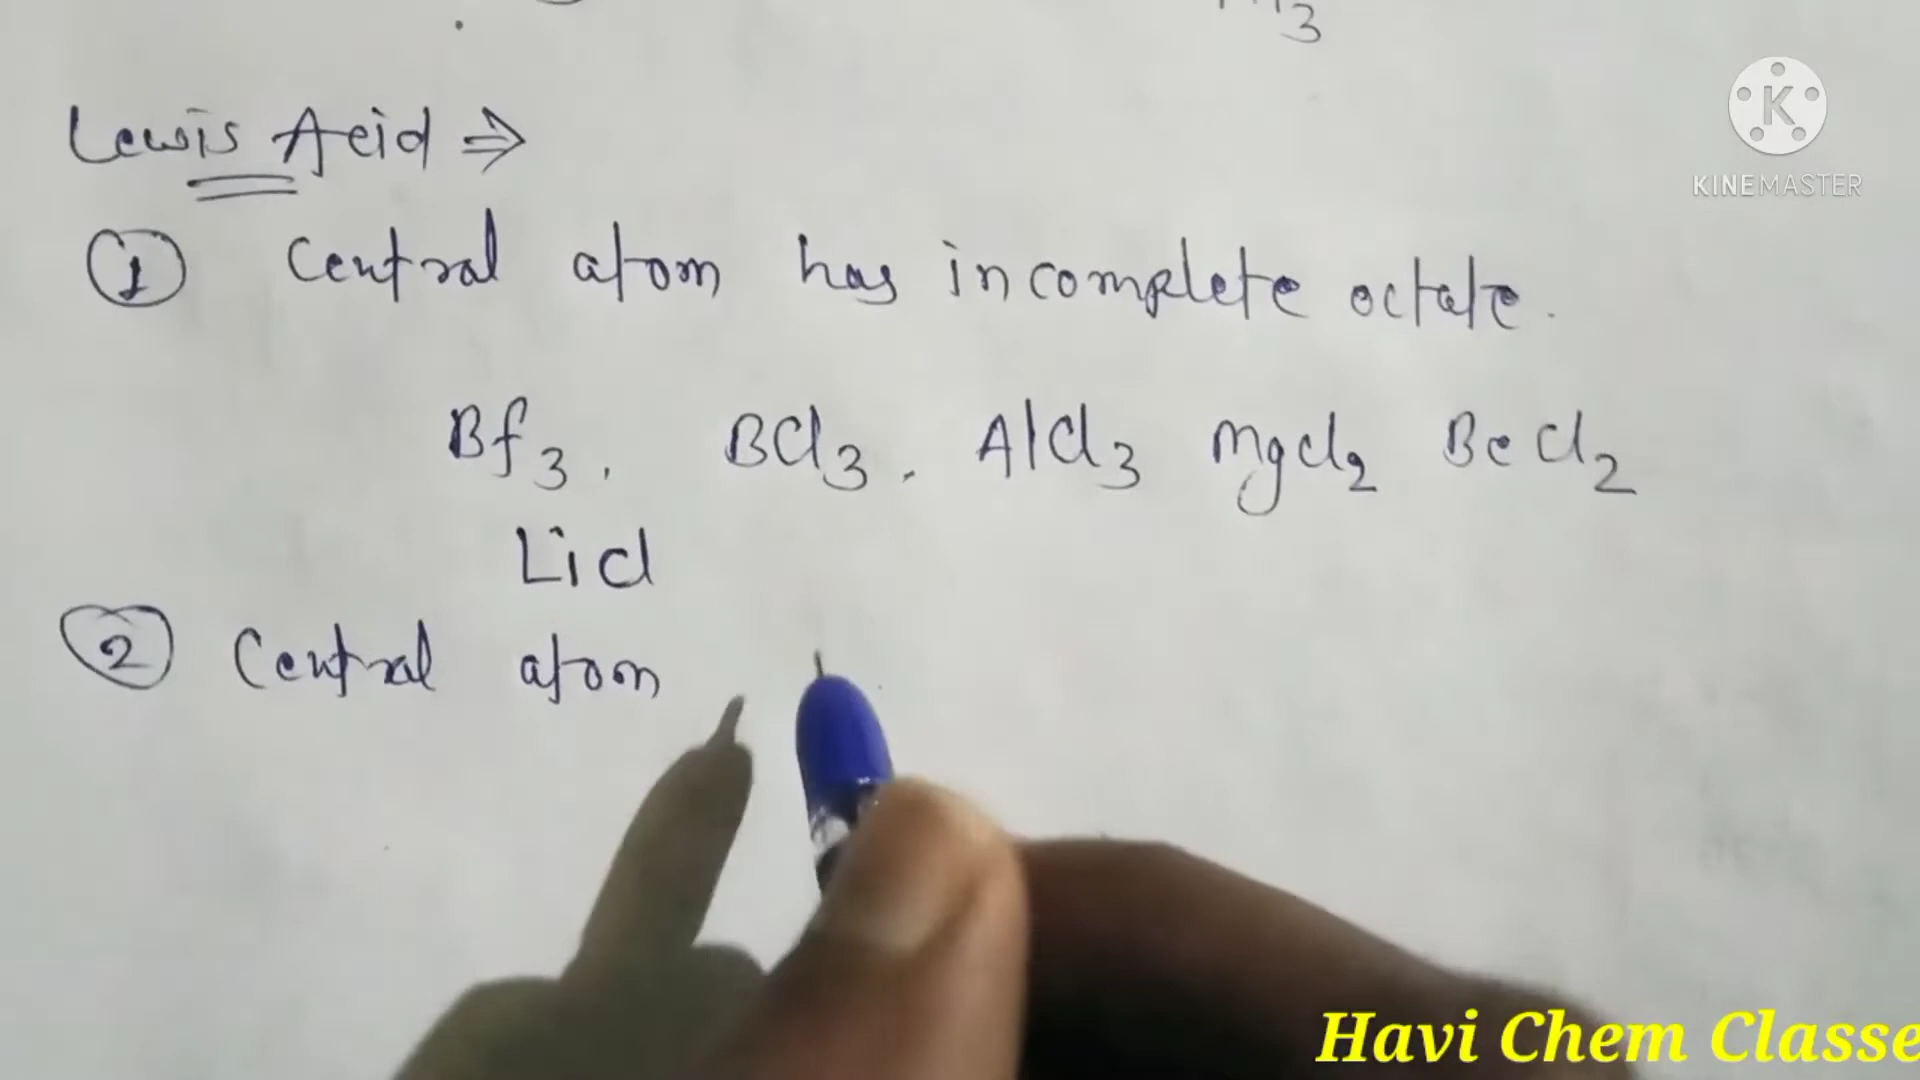 3
Lewis Acid ⇒
① Central atom has incomplete octate.
Bf3, BCl3, AlCl3 Mgcl2 BeCl2
Licl
② Central atom
K
KINEMASTER
Havi Chem Classe